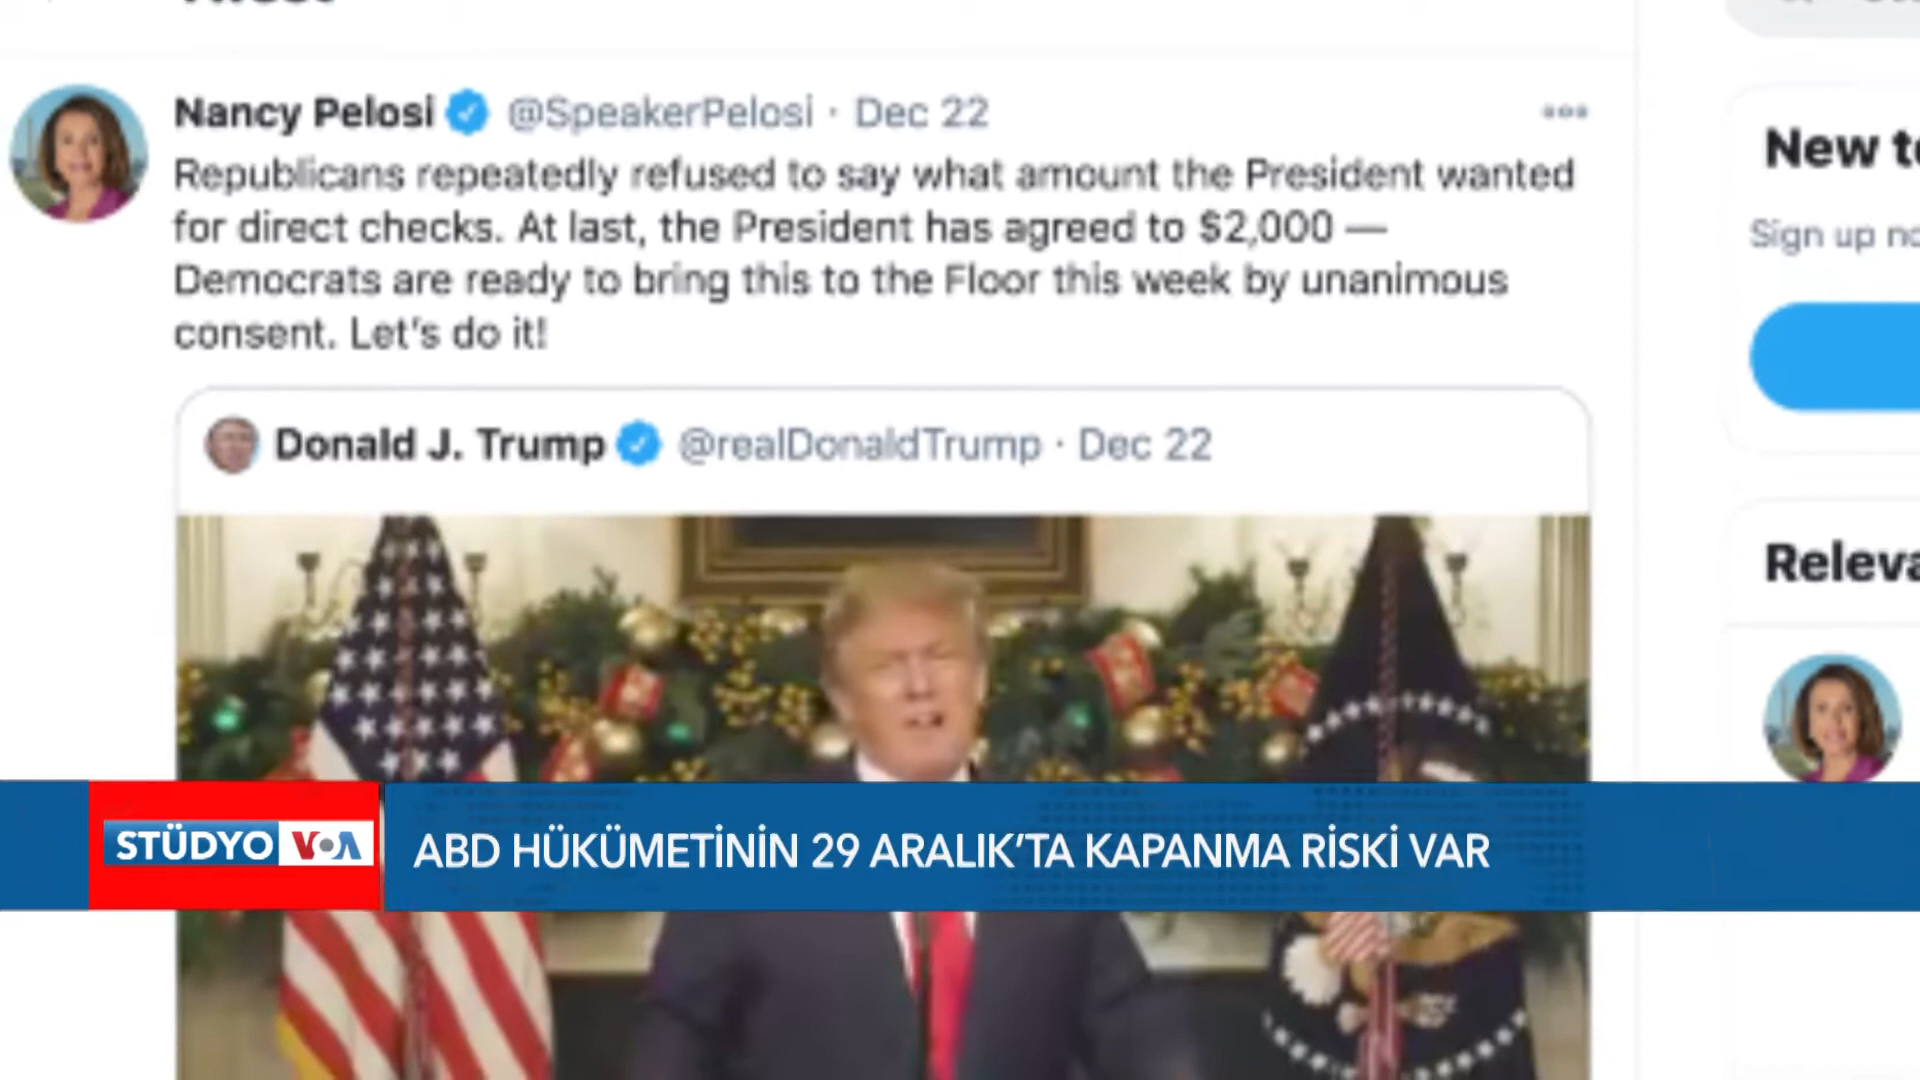 Nancy Pelosi @SpeakerPelosi · Dec 22
Republicans repeatedly refused to say what amount the President wanted
for direct checks. At last, the President has agreed to $2,000 —
Democrats are ready to bring this to the Floor this week by unanimous
consent. Let's do it!
Donald J. Trump @realDonaldTrump · Dec 22
New
Sign up
STÜDYO VOA
ABD HÜKÜMETİNİN 29 ARALIK'TA KAPANMA RİSKİ VAR